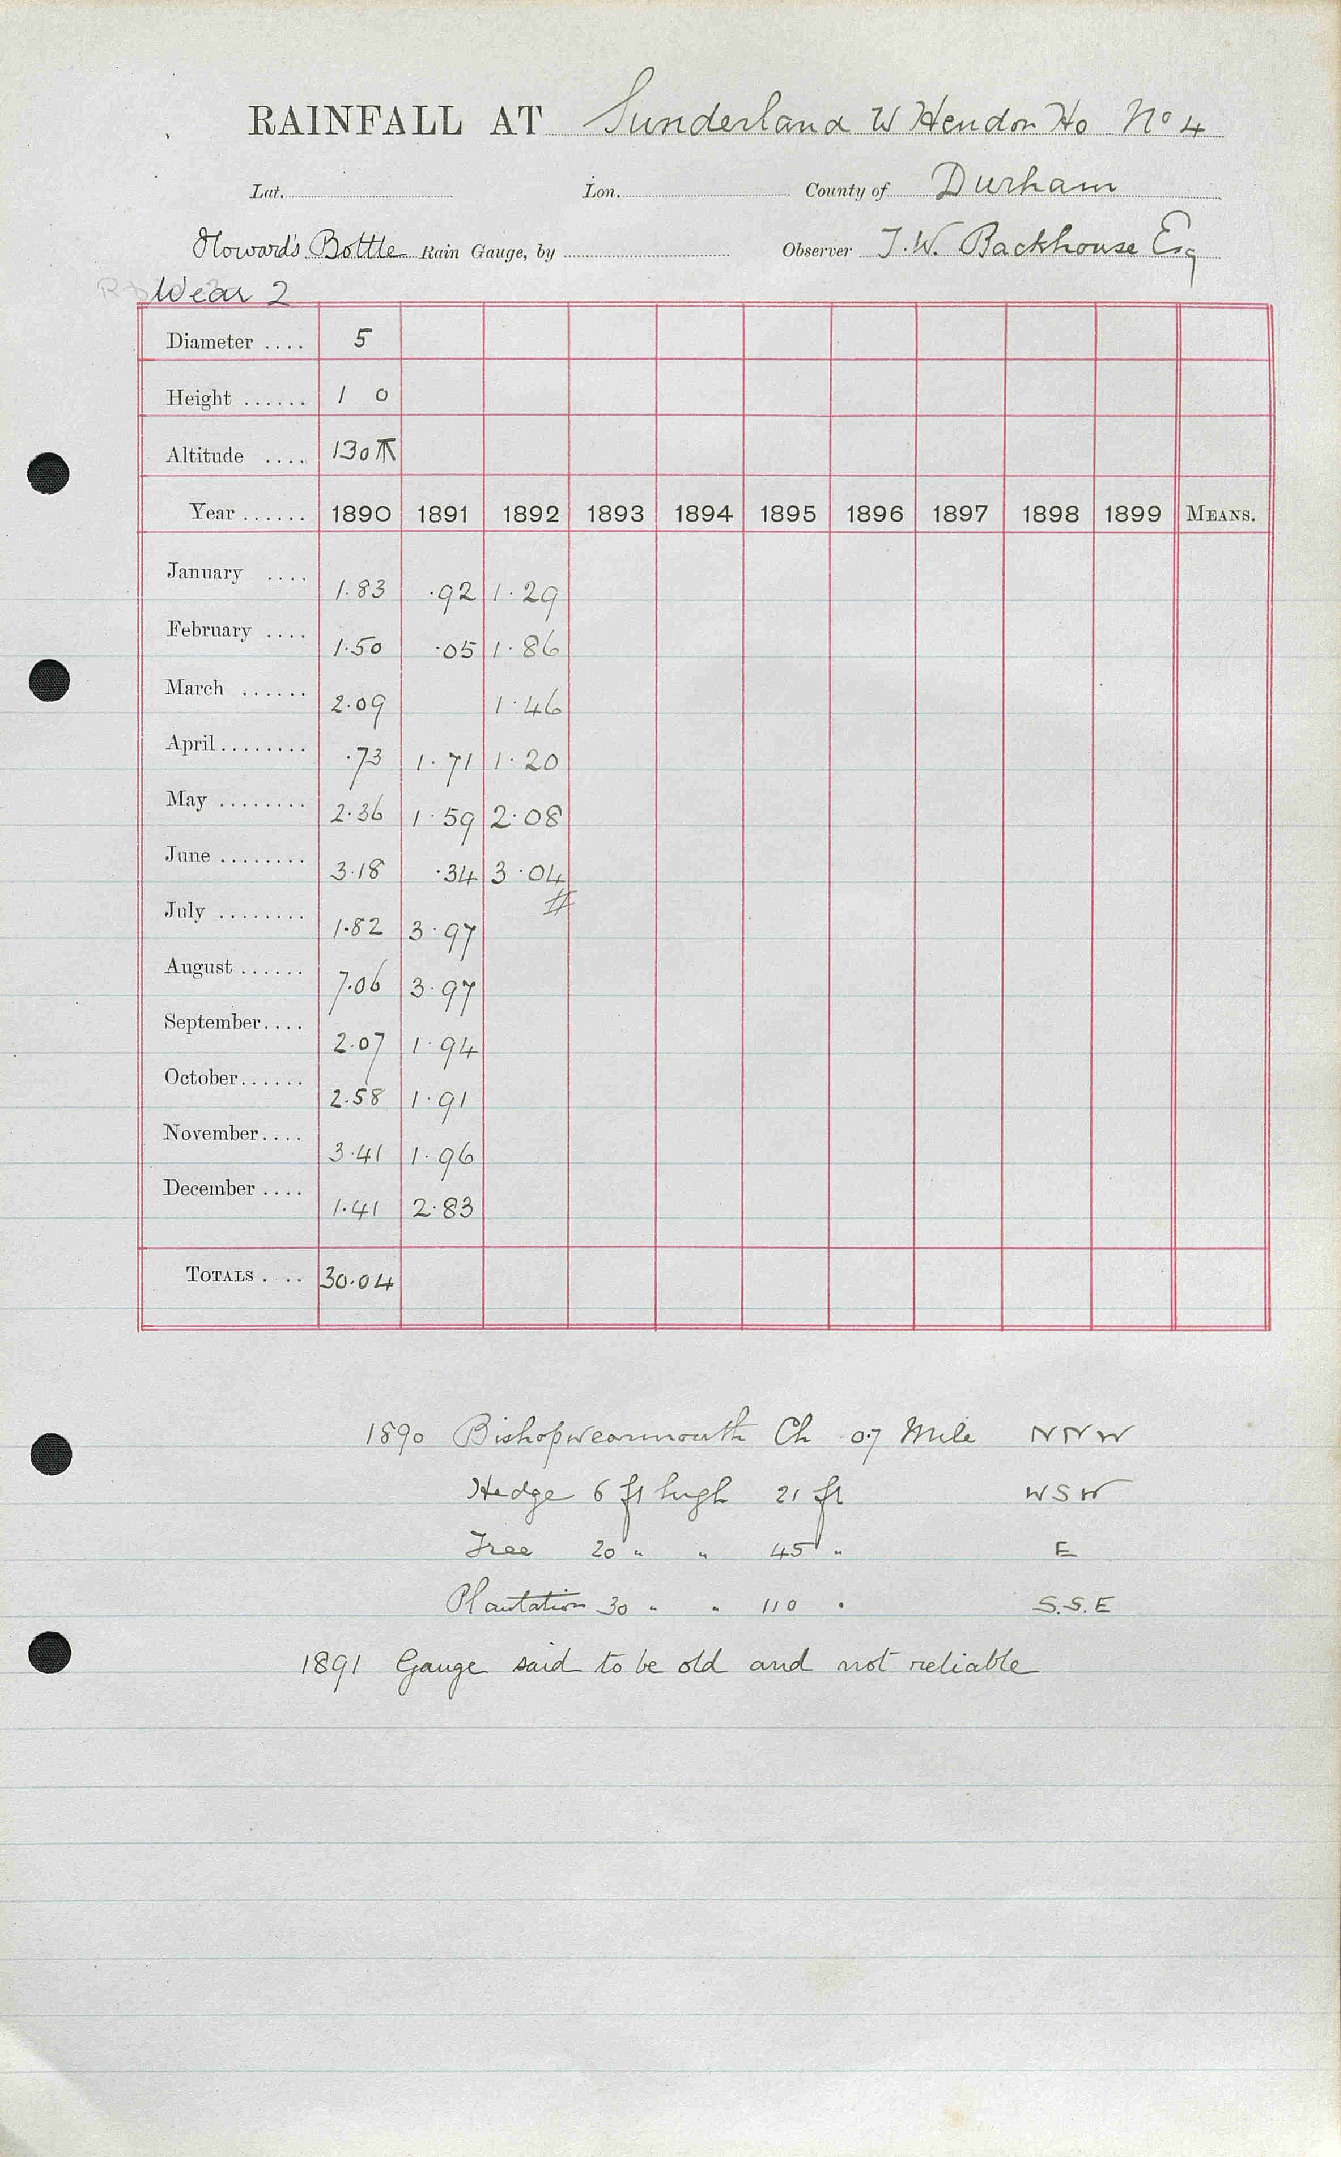 RAINFALL AT Sunderland W Hendon Ho No 4
Lat. Lon. County of Durham
Howard's Bottle Rain Gauge, by Observer T.W. Backhouse Esq
Wear 2
Diameter .... 5
Height ...... 1 0
Altitude .... 130
Year ...... 1890 1891 1892 1893 1894 1895 1896 1897 1898 1899 MEANS.
January .... 1.83 .92 1.29
February .... 1.50 .05 1.86
March ...... 2.09 1.46
April ........ .73 1.71 1.20
May ........ 2.36 1.59 2.08
June ........ 3.18 .34 3.04
July ........ 1.82 3.97 #
August ...... 7.06 3.97
September.... 2.07 1.94
October...... 2.58 1.91
November.... 3.41 1.96
December .... 1.41 2.83
TOTALS .... 30.04
1890 Bishopwearmouth Ch 0.7 Mile NNW
Hedge 6 ft high 21 ft WSW
Tree 20 " " 45 " E
Plantation 30 " " 110 " S.S.E
1891 Gauge said to be old and not reliable